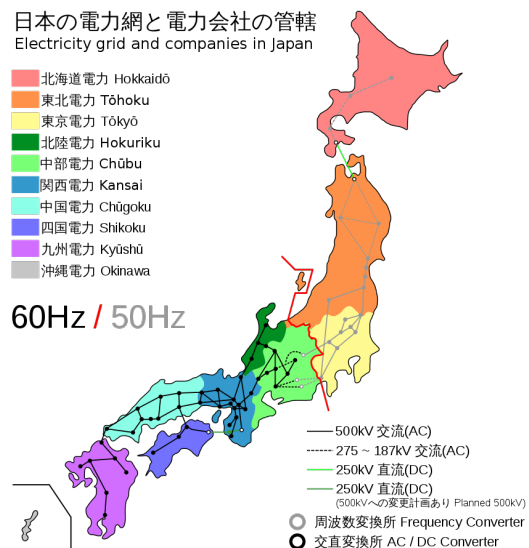 日本の電力網と電力会社の管轄
Electricity grid and companies in Japan
北海道電力 Hokkaidō
東北電力 Tōhoku
東京電力 Tōkyō
北陸電力 Hokuriku
中部電力 Chūbu
関西電力 Kansai
中国電力 Chūgoku
四国電力 Shikoku
九州電力 Kyūshū
沖縄電力 Okinawa
60Hz / 50Hz
500kV 交流(AC)
275 ~ 187kV 交流(AC)
250kV 直流(DC)
250kV 直流(DC)
(500kVへの変更計画あり Planned 500kV)
周波数変換所 Frequency Converter
交直変換所 AC / DC Converter